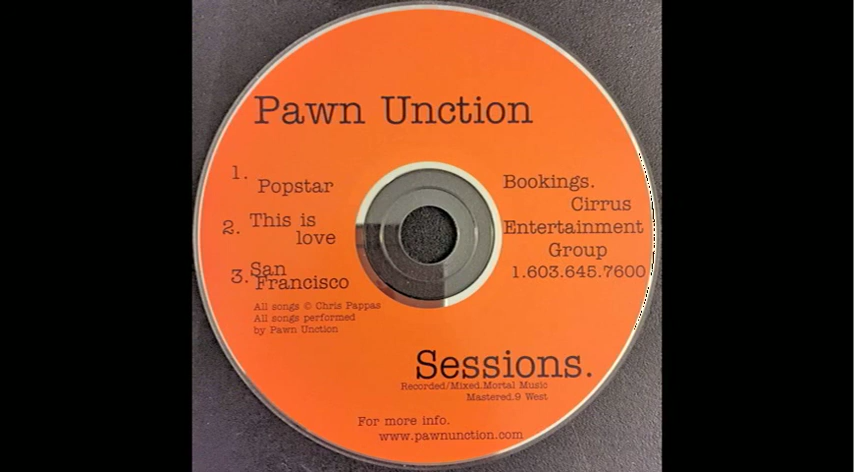 Pawn Unction
1. Popstar
2. This is
love
3. San
Francisco
All songs © Chris Pappas
All songs performed
by Pawn Unction
Bookings.
Cirrus
Entertainment
Group
1.603.645.7600
Sessions.
Recorded/Mixed.Mortal Music
Mastered.9 West
For more info.
www.pawnunction.com